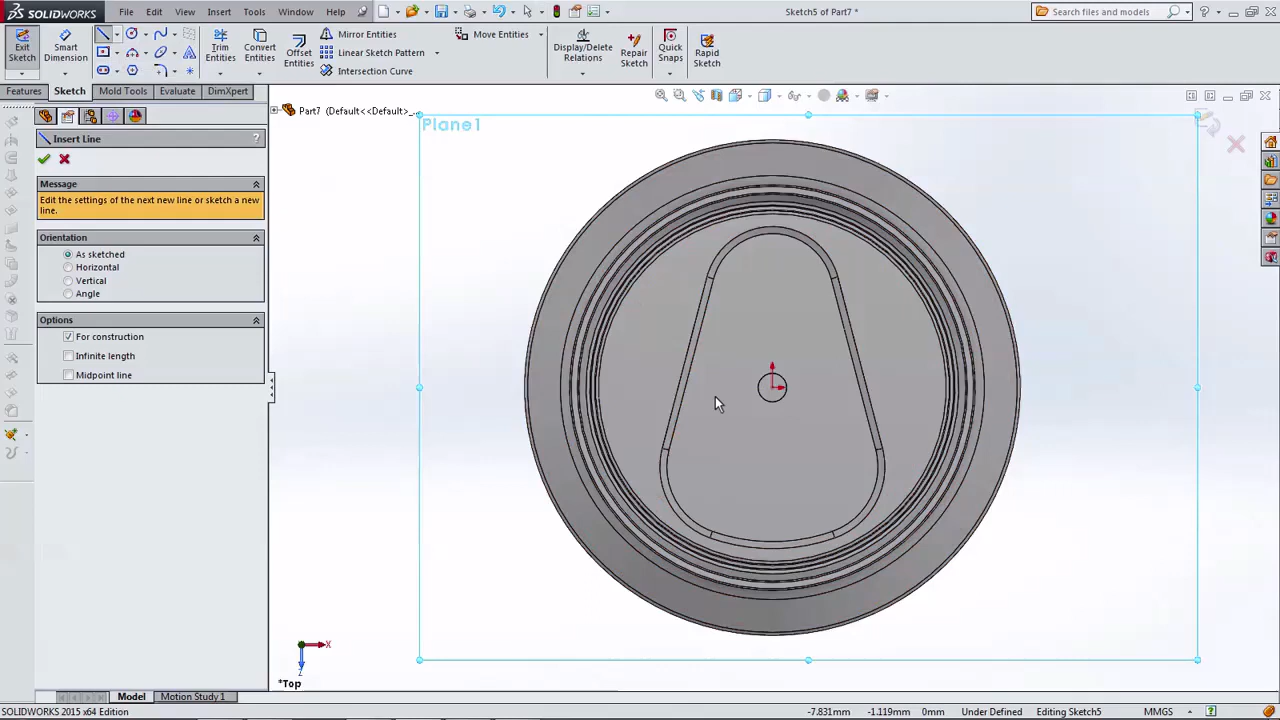 SOLIDWORKS File Edit View Insert Tools Window Help Sketch5 of Part7 * Search files and models ?
Exit Sketch Smart Dimension Trim Entities Convert Entities Offset Entities Mirror Entities Linear Sketch Pattern Intersection Curve Move Entities Display/Delete Relations Repair Sketch Quick Snaps Rapid Sketch
Features Sketch Mold Tools Evaluate DimXpert
Part7 (Default<<Default>_...
Plane1
Insert Line ?
Message
Edit the settings of the next new line or sketch a new
line.
Orientation
As sketched
Horizontal
Vertical
Angle
Options
For construction
Infinite length
Midpoint line
X
Z
*Top
Model Motion Study 1
SOLIDWORKS 2015 x64 Edition -7.831mm -1.119mm 0mm Under Defined Editing Sketch5 MMGS ?